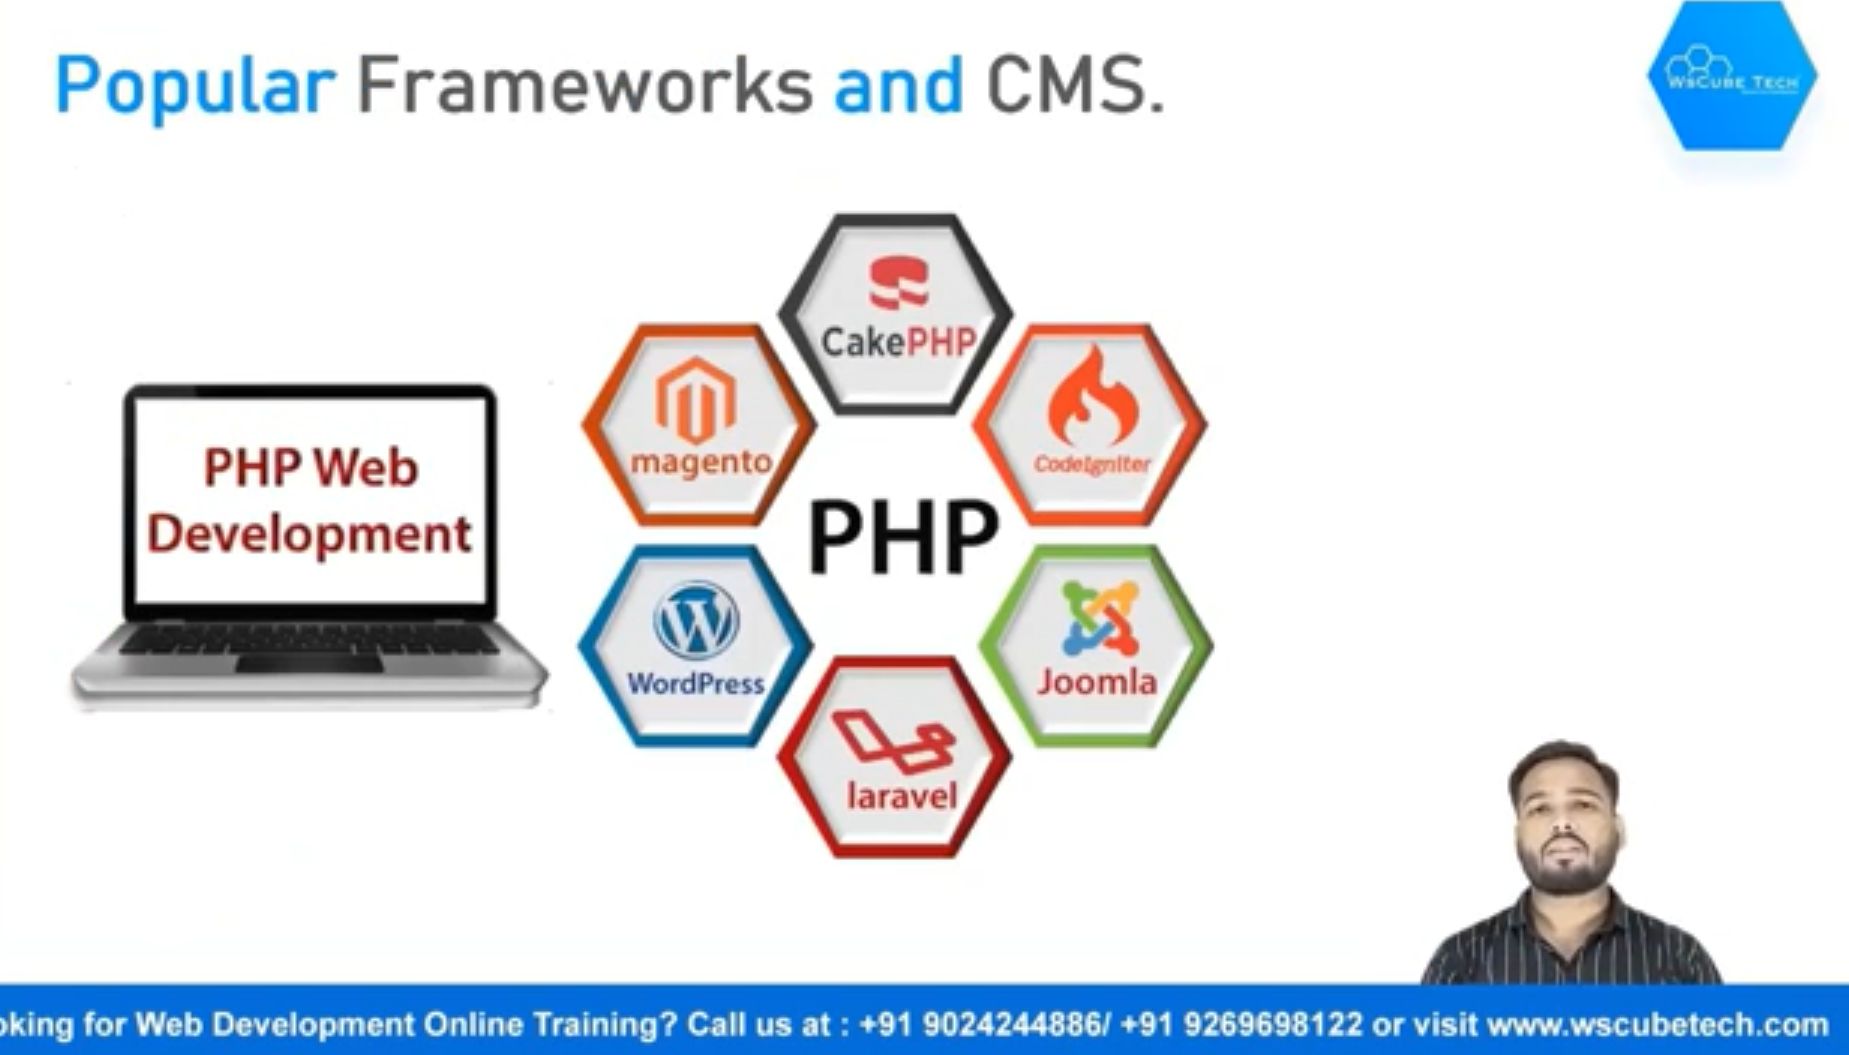 Popular Frameworks and CMS.
WsCube Tech
CakePHP
magento
CodeIgniter
PHP Web
Development
PHP
WordPress
Joomla
laravel
oking for Web Development Online Training? Call us at : +91 9024244886/ +91 9269698122 or visit www.wscubetech.com